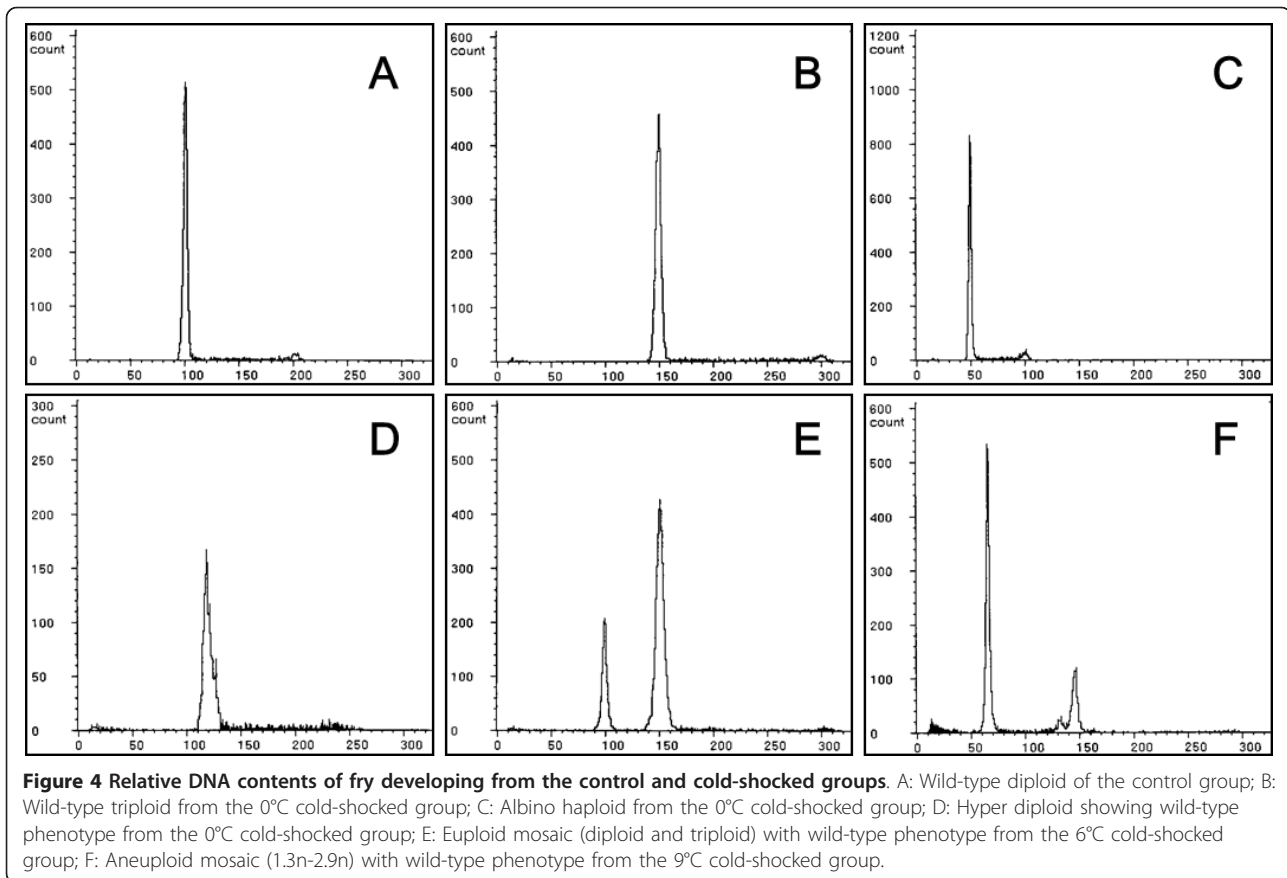 600
count
500
400
300
200
100
0
0 50 100 150 200 250 300
A
600
count
500
400
300
200
100
0
0 50 100 150 200 250 300
B
1200
count
1000
800
600
400
200
0
0 50 100 150 200 250 300
C
300
count
250
200
150
100
50
0
0 50 100 150 200 250 300
D
600
count
500
400
300
200
100
0
0 50 100 150 200 250 300
E
600
count
500
400
300
200
100
0
0 50 100 150 200 250 300
F
Figure 4 Relative DNA contents of fry developing from the control and cold-shocked groups. A: Wild-type diploid of the control group; B:
Wild-type triploid from the 0°C cold-shocked group; C: Albino haploid from the 0°C cold-shocked group; D: Hyper diploid showing wild-type
phenotype from the 0°C cold-shocked group; E: Euploid mosaic (diploid and triploid) with wild-type phenotype from the 6°C cold-shocked
group; F: Aneuploid mosaic (1.3n-2.9n) with wild-type phenotype from the 9°C cold-shocked group.